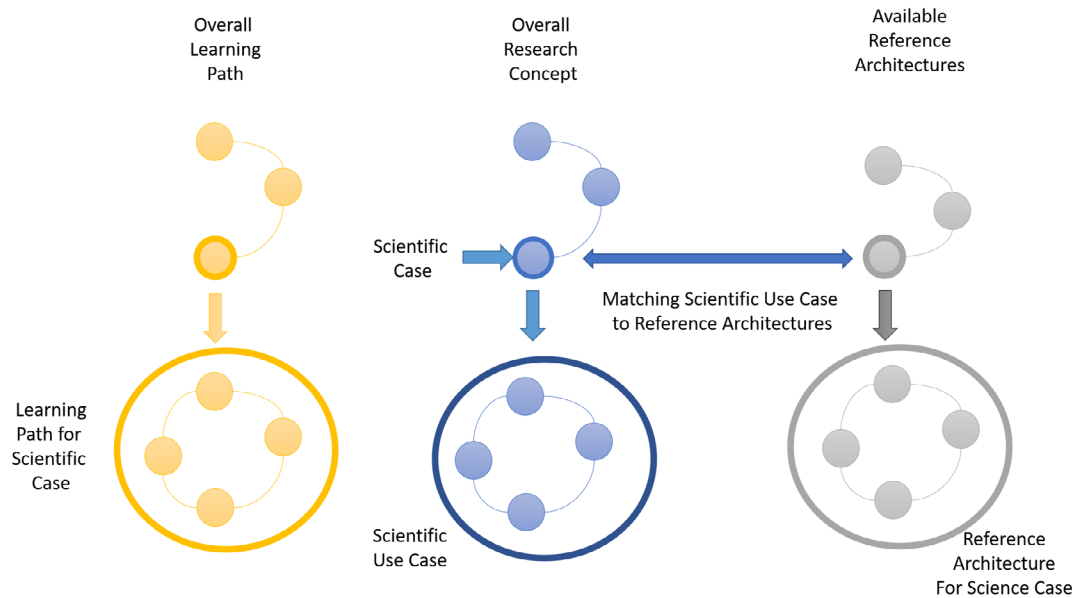 Overall
Learning
Path
Overall
Research
Concept
Available
Reference
Architectures
Scientific
Case
Matching Scientific Use Case
to Reference Architectures
Learning
Path for
Scientific
Case
Scientific
Use Case
Reference
Architecture
For Science Case